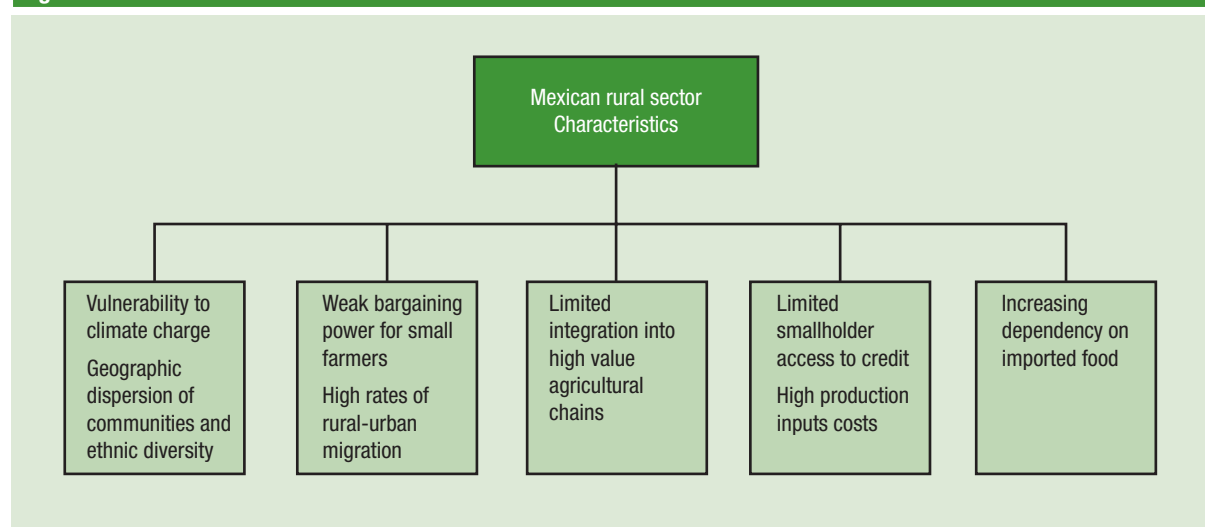 Mexican rural sector
Characteristics
Vulnerability to
climate charge
Geographic
dispersion of
communities and
ethnic diversity
Weak bargaining
power for small
farmers
High rates of
rural-urban
migration
Limited
integration into
high value
agricultural
chains
Limited
smallholder
access to credit
High production
inputs costs
Increasing
dependency on
imported food